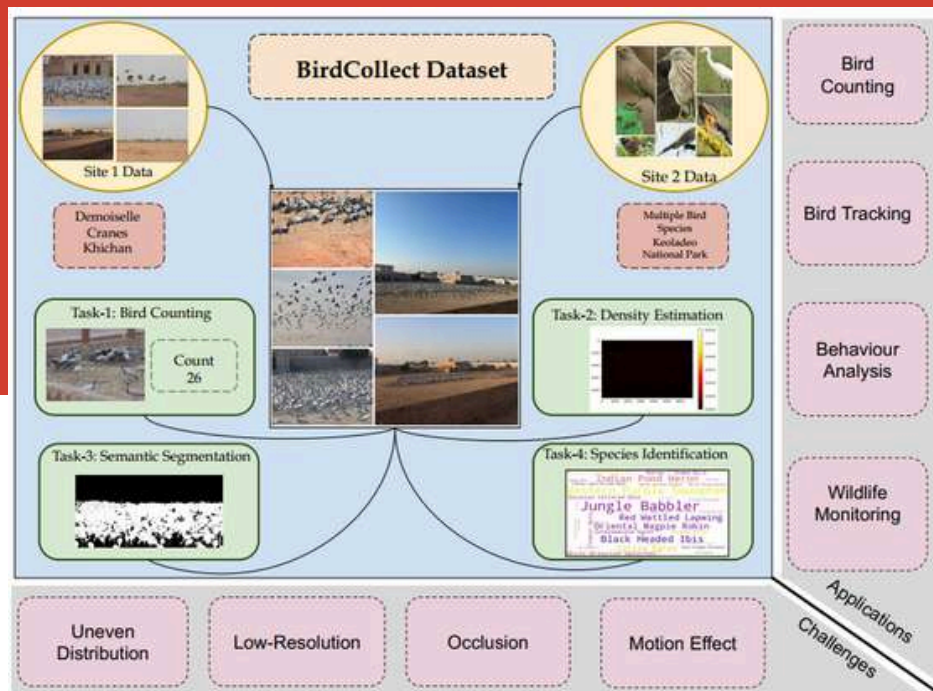 BirdCollect Dataset
Site 1 Data
Site 2 Data
Demoiselle
Cranes
Khichan
Multiple Bird
Species
Keoladeo
National Park
Task-1: Bird Counting
Count
26
Task-2: Density Estimation
Task-3: Semantic Segmentation
Task-4: Species Identification
Indian Pond Heron
Jungle Babbler
Red Wattled Lapwing
Oriental Magpie Robin
Black Headed Ibis
Bird
Counting
Bird Tracking
Behaviour
Analysis
Wildlife
Monitoring
Applications
Challenges
Uneven
Distribution
Low-Resolution
Occlusion
Motion Effect